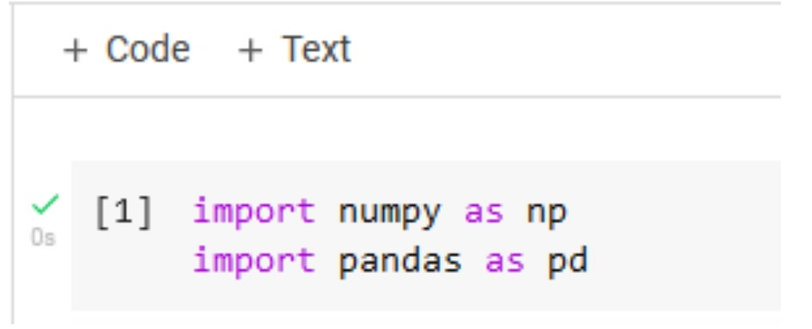 + Code + Text
[1] import numpy as np
0s
import pandas as pd